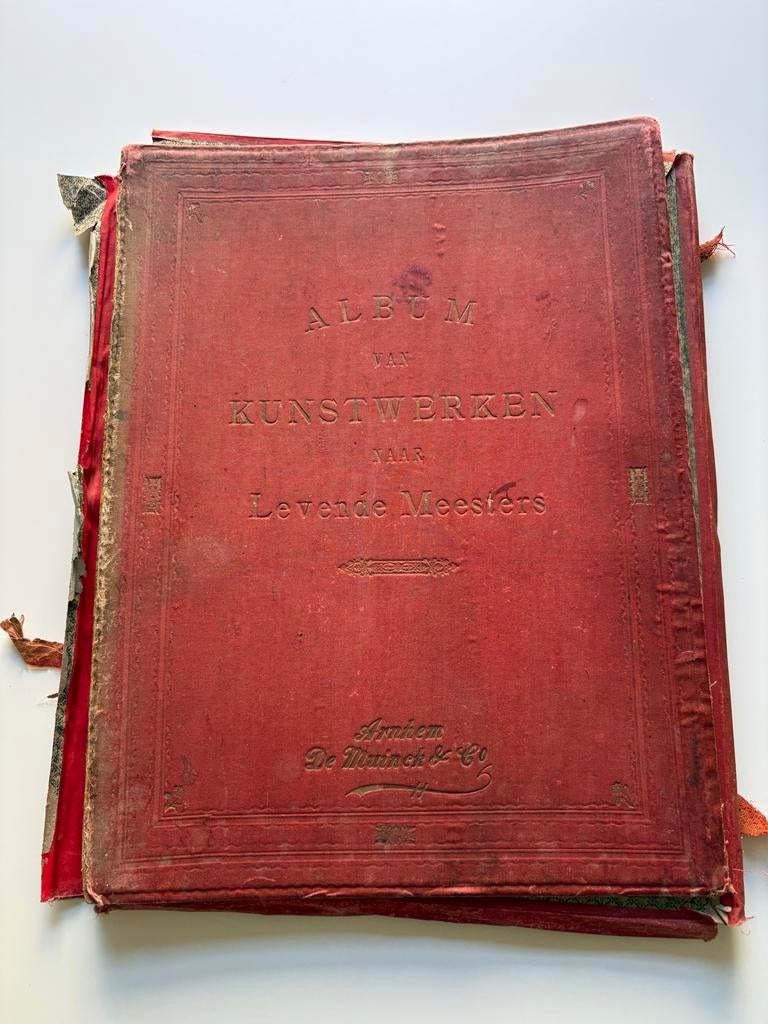 ALBUM
VAN
KUNSTWERKEN
NAAR
Levende Meesters
Arnhem
De Muinck & Co